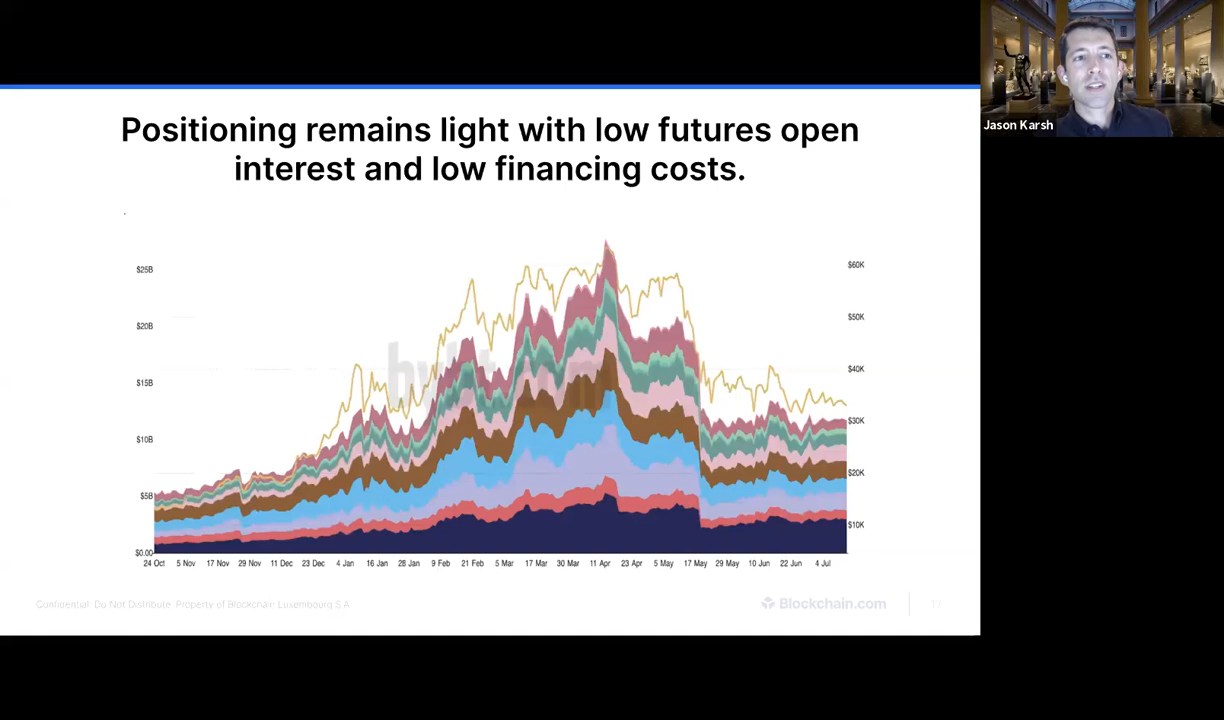 Jason Karsh
Positioning remains light with low futures open
interest and low financing costs.
$25B
$20B
$15B
$10B
$5B
$0.00
$60K
$50K
$40K
$30K
$20K
$10K
24 Oct 5 Nov 17 Nov 29 Nov 11 Dec 23 Dec 4 Jan 16 Jan 28 Jan 9 Feb 21 Feb 5 Mar 17 Mar 30 Mar 11 Apr 23 Apr 5 May 17 May 29 May 10 Jun 22 Jun 4 Jul
Confidential. Do Not Distribute. Property of Blockchain Luxembourg S.A.
Blockchain.com
17